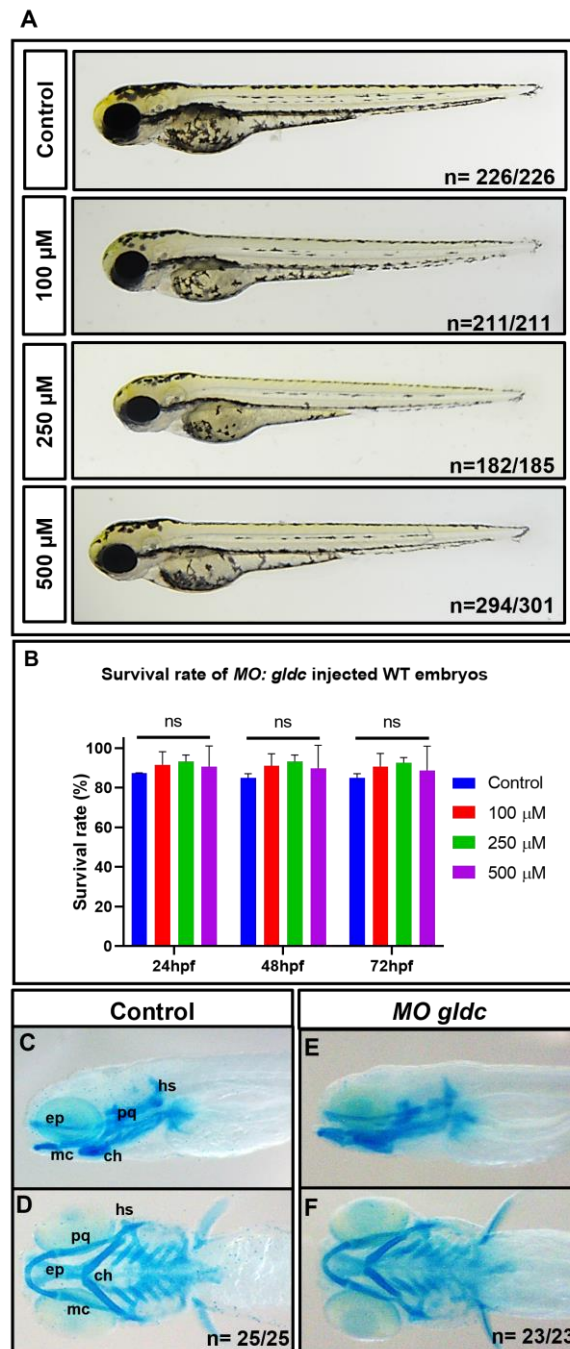 A
Control
n= 226/226
100 µM
n=211/211
250 µM
n=182/185
500 µM
n=294/301
B
Survival rate of MO: gldc injected WT embryos
ns
ns
ns
Survival rate (%)
100
80
60
40
20
0
24hpf
48hpf
72hpf
Control
100 µM
250 µM
500 µM
Control
MO gldc
C
hs
ep
pq
mc
ch
E
D
hs
pq
ep
ch
mc
n= 25/25
F
n= 23/23